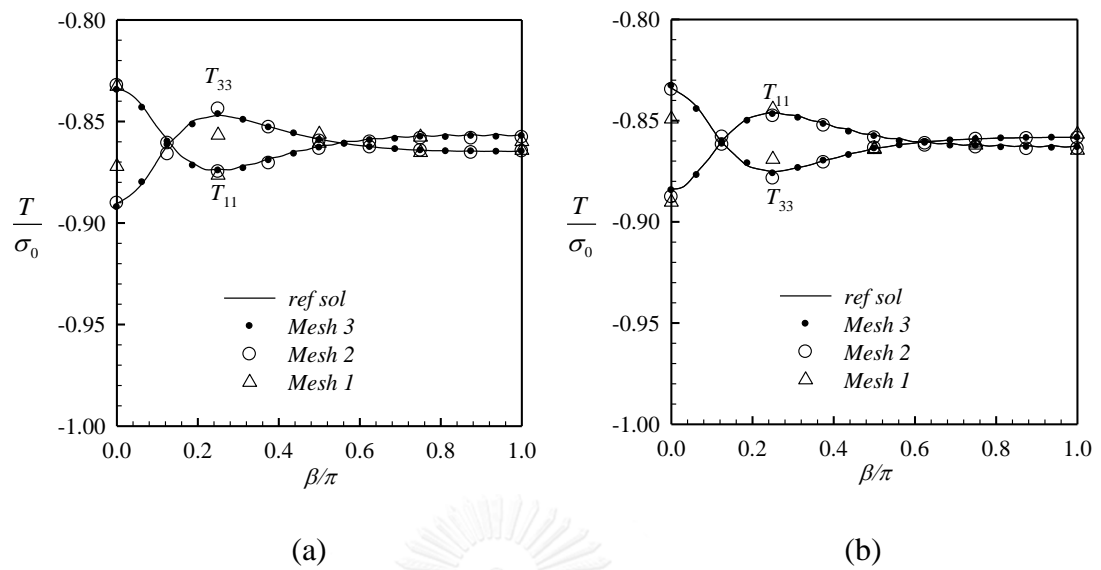 -0.80
-0.85
-0.90
-0.95
-1.00
T
σ0
T33
T11
ref sol
Mesh 3
Mesh 2
Mesh 1
0.0 0.2 0.4 0.6 0.8 1.0
β/π
(a)
-0.80
-0.85
-0.90
-0.95
-1.00
T
σ0
T11
T33
ref sol
Mesh 3
Mesh 2
Mesh 1
0.0 0.2 0.4 0.6 0.8 1.0
β/π
(b)